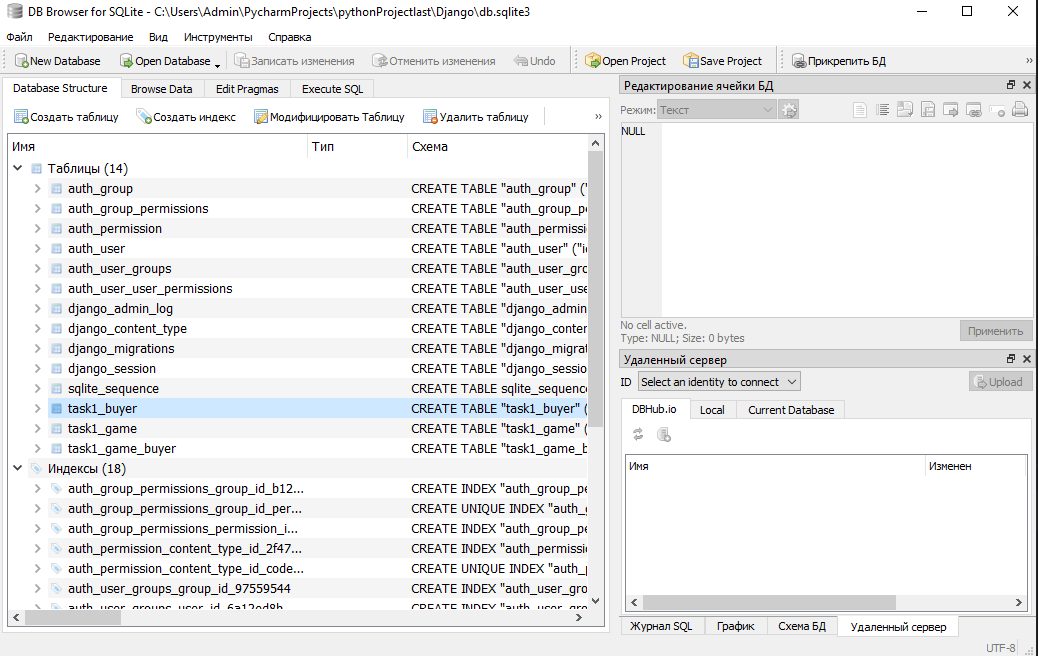 DB Browser for SQLite - C:\Users\Admin\PycharmProjects\pythonProjectlast\Django\db.sqlite3
Файл Редактирование Вид Инструменты Справка
New Database Open Database Записать изменения Отменить изменения Undo Open Project Save Project Прикрепить БД »
Database Structure Browse Data Edit Pragmas Execute SQL
Создать таблицу Создать индекс Модифицировать Таблицу Удалить таблицу »
Имя Тип Схема
Таблицы (14)
auth_group CREATE TABLE "auth_group" ("
auth_group_permissions CREATE TABLE "auth_group_p
auth_permission CREATE TABLE "auth_permissi
auth_user CREATE TABLE "auth_user" ("i
auth_user_groups CREATE TABLE "auth_user_gro
auth_user_user_permissions CREATE TABLE "auth_user_use
django_admin_log CREATE TABLE "django_admin
django_content_type CREATE TABLE "django_conter
django_migrations CREATE TABLE "django_migrat
django_session CREATE TABLE "django_sessio
sqlite_sequence CREATE TABLE sqlite_sequence
task1_buyer CREATE TABLE "task1_buyer" (
task1_game CREATE TABLE "task1_game" (
task1_game_buyer CREATE TABLE "task1_game_b
Индексы (18)
auth_group_permissions_group_id_b12... CREATE INDEX "auth_group_pe
auth_group_permissions_group_id_per... CREATE UNIQUE INDEX "auth_g
auth_group_permissions_permission_i... CREATE INDEX "auth_group_pe
auth_permission_content_type_id_2f47... CREATE INDEX "auth_permissi
auth_permission_content_type_id_code... CREATE UNIQUE INDEX "auth_p
auth_user_groups_group_id_97559544 CREATE INDEX "auth_user_gro
auth_user_groups_user_id_6a12ed8b CREATE INDEX "auth_user_gro
Редактирование ячейки БД
Режим: Текст
NULL
No cell active.
Type: NULL; Size: 0 bytes
Применить
Удаленный сервер
ID Select an identity to connect Upload
DBHub.io Local Current Database
Имя Изменен
Журнал SQL График Схема БД Удаленный сервер
UTF-8